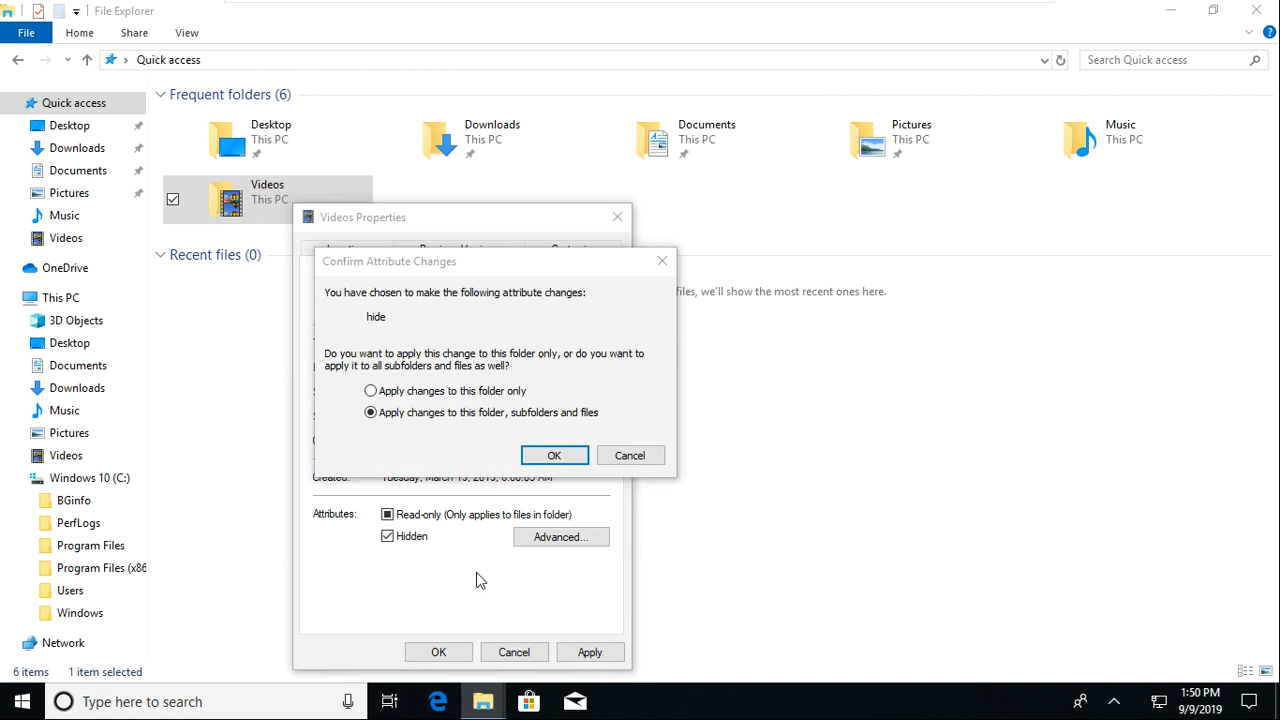 File Explorer
File Home Share View
Quick access
Search Quick access
Quick access
Desktop
Downloads
Documents
Pictures
Music
Videos
OneDrive
This PC
3D Objects
Desktop
Documents
Downloads
Music
Pictures
Videos
Windows 10 (C:)
BGinfo
PerfLogs
Program Files
Program Files (x86
Users
Windows
Network
Frequent folders (6)
Desktop
This PC
Downloads
This PC
Documents
This PC
Pictures
This PC
Music
This PC
Videos
This PC
Recent files (0)
files, we'll show the most recent ones here.
Videos Properties
Confirm Attribute Changes
You have chosen to make the following attribute changes:
hide
Do you want to apply this change to this folder only, or do you want to
apply it to all subfolders and files as well?
Apply changes to this folder only
Apply changes to this folder, subfolders and files
OK Cancel
Attributes:
Read-only (Only applies to files in folder)
Hidden
Advanced...
OK Cancel Apply
6 items 1 item selected
Type here to search
1:50 PM
9/9/2019